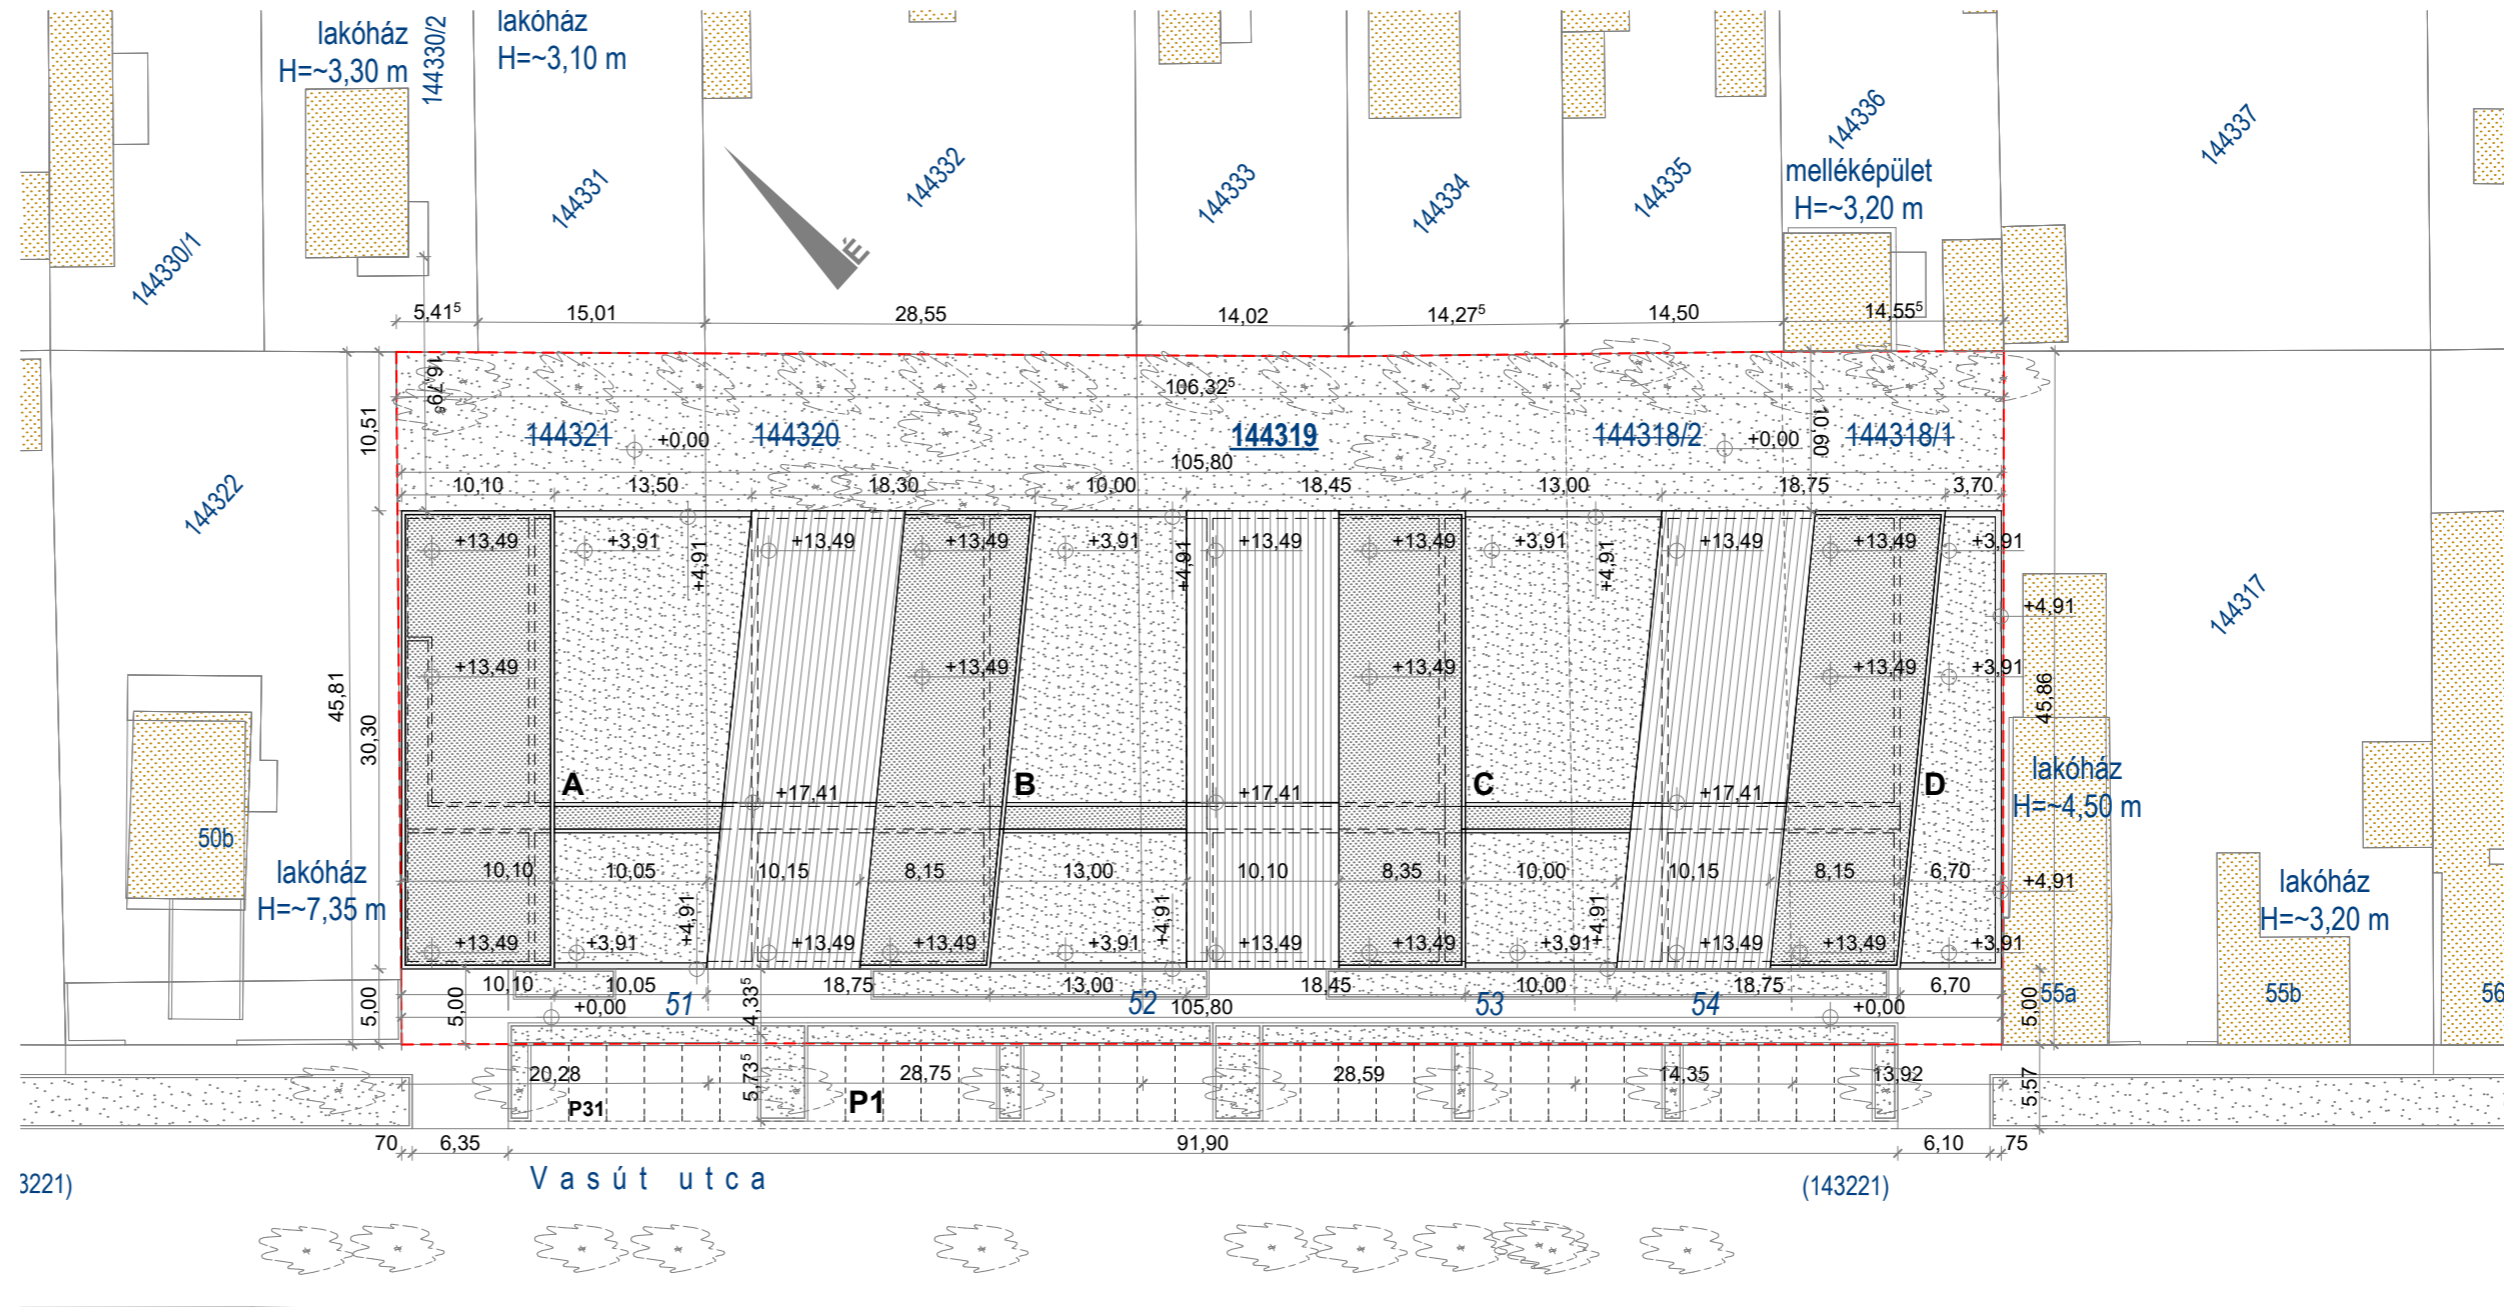 lakóház
H=~3,30 m
144330/2
lakóház
H=~3,10 m
144330/1
144331
144332
144333
144334
144335
144336
144337
melléképület
H=~3,20 m
É
5,41⁵ 15,01 28,55 14,02 14,27⁵ 14,50 14,55⁵
16,79⁵
106,32⁵
10,51
144321 +0,00 144320 144319 144318/2 +0,00 144318/1
10,60
105,80
10,10 13,50 18,30 10,00 18,45 13,00 18,75 3,70
144322
+13,49 +3,91 +4,91 +13,49 +13,49 +3,91 +4,91 +13,49 +13,49 +3,91 +4,91 +13,49 +13,49 +3,91
+4,91
144317
+13,49 +13,49 +13,49 +13,49 +3,91
45,81
30,30
45,86
A B C D
+17,41 +17,41 +17,41
lakóház
H=~4,50 m
50b
lakóház
H=~7,35 m
10,10 10,05 10,15 8,15 13,00 10,10 8,35 10,00 10,15 8,15 6,70
+4,91
lakóház
H=~3,20 m
+4,91 +4,91 +4,91
+13,49 +3,91 +13,49 +13,49 +3,91 +13,49 +13,49 +3,91 +13,49 +13,49 +3,91
10,10 10,05 18,75 13,00 18,45 10,00 18,75 6,70
5,00 5,00 4,33⁵ 5,00
+0,00 51 52 105,80 53 54 +0,00
55a 55b 56
20,28 28,75 28,59 14,35 13,92
5,73⁵ 5,57
P31 P1
70 6,35 91,90 6,10 75
Vasút utca
3221) (143221)